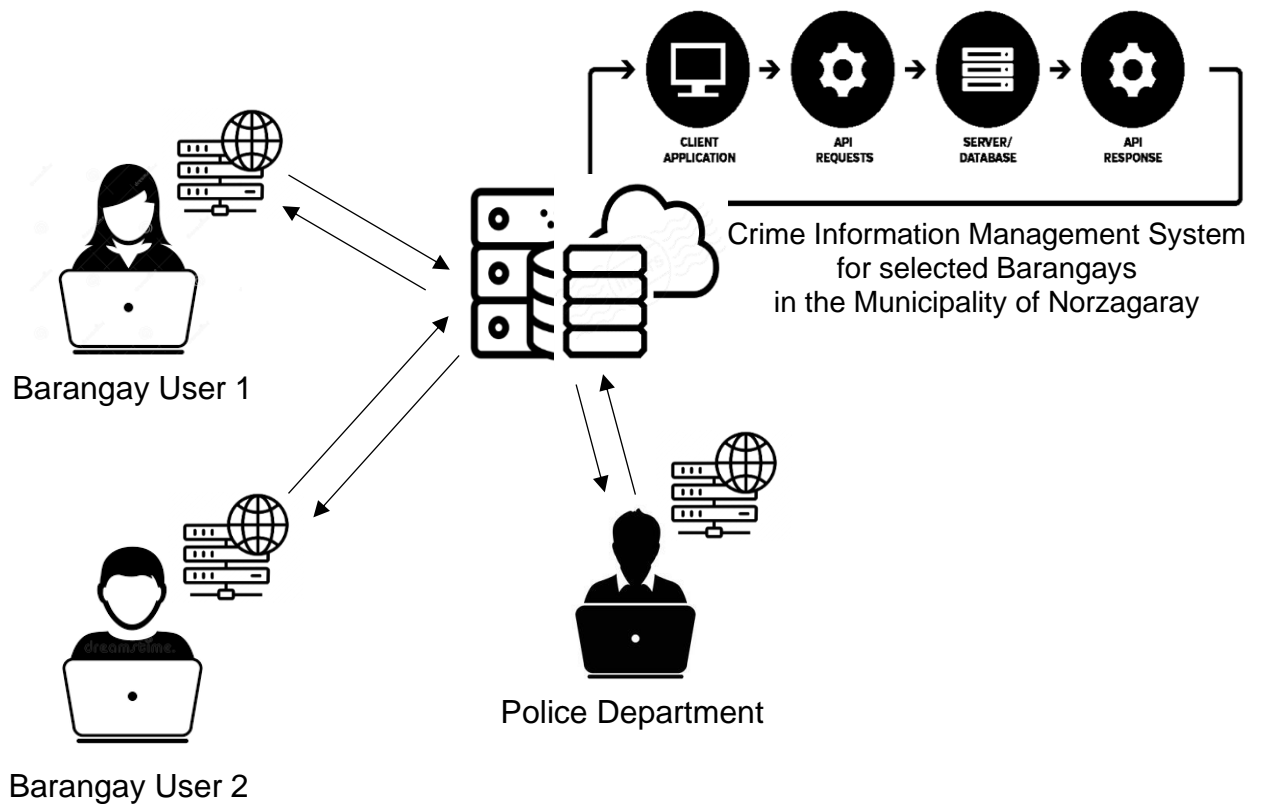 CLIENT
APPLICATION
API
REQUESTS
SERVER/
DATABASE
API
RESPONSE
Crime Information Management System
for selected Barangays
in the Municipality of Norzagaray
Barangay User 1
dreamstime.
Police Department
Barangay User 2